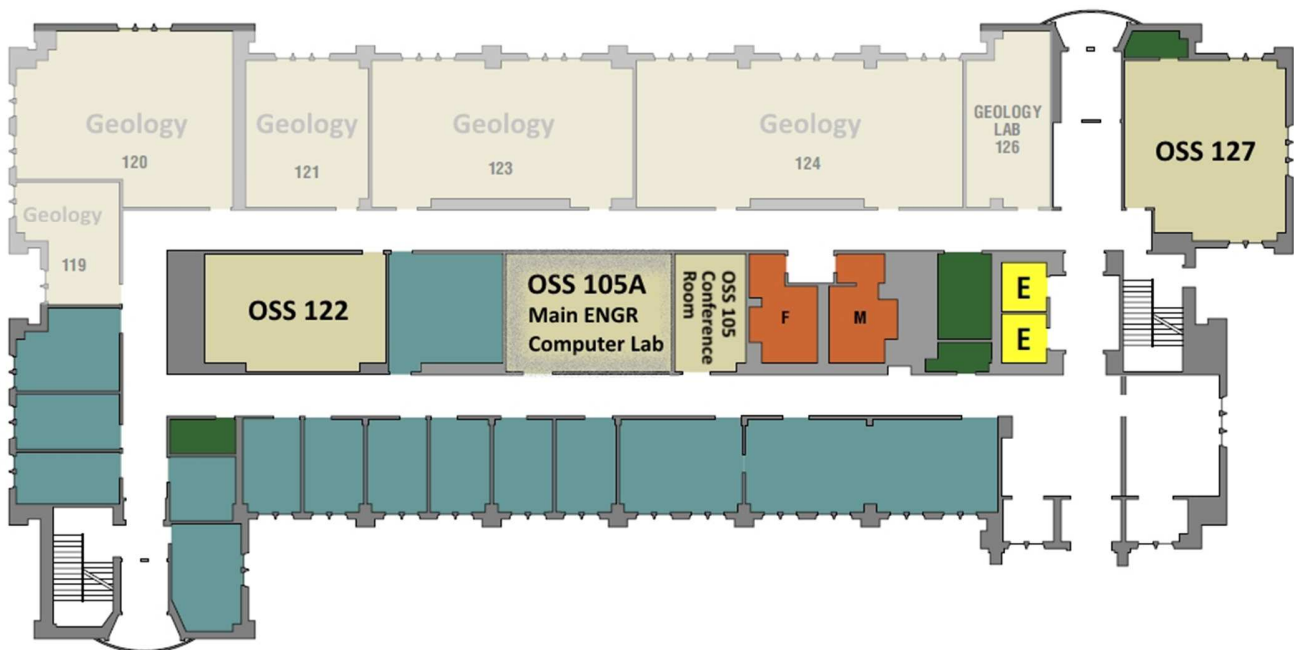 Geology
120
Geology
121
Geology
123
Geology
124
GEOLOGY
LAB
126
OSS 127
Geology
119
OSS 122
OSS 105A
Main ENGR
Computer Lab
OSS 105
Conference
Room
F
M
E
E